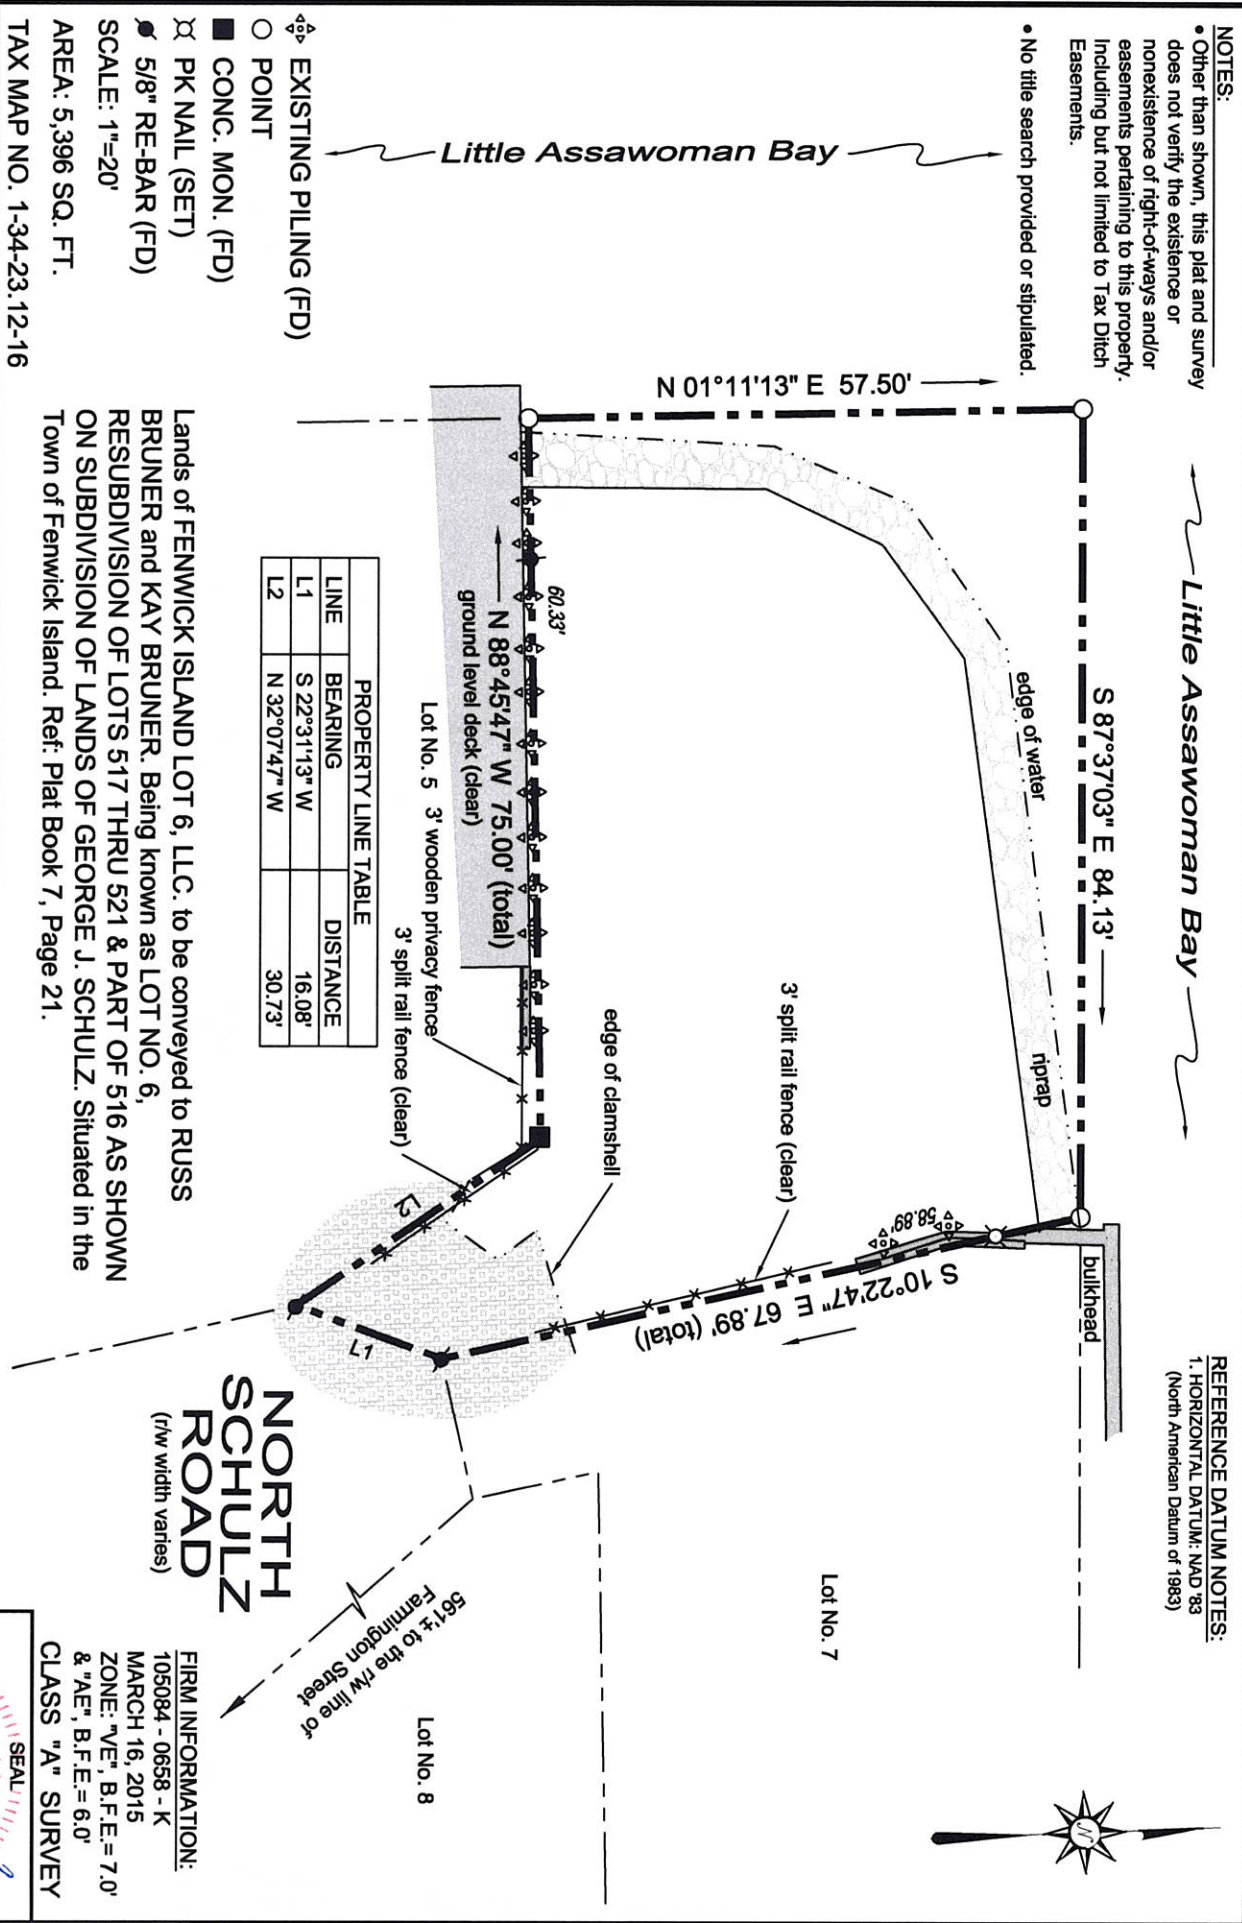 NOTES:
• Other than shown, this plat and survey
does not verify the existence or
nonexistence of right-of-ways and/or
easements pertaining to this property.
Including but not limited to Tax Ditch
Easements.
• No title search provided or stipulated.
Little Assawoman Bay
Little Assawoman Bay
REFERENCE DATUM NOTES:
1. HORIZONTAL DATUM: NAD '83
(North American Datum of 1983)
N 01°11'13" E 57.50'
S 87°37'03" E 84.13'
edge of water
riprap
bulkhead
58.89'
S 10°22'47" E 67.89' (total)
3' split rail fence (clear)
edge of clamshell
60.33'
N 88°45'47" W 75.00' (total)
ground level deck (clear)
Lot No. 5
3' wooden privacy fence
3' split rail fence (clear)
L2
L1
Lot No. 7
Lot No. 8
561'± to the r/w line of
Farmington Street
NORTH
SCHULZ
ROAD
(r/w width varies)
N
EXISTING PILING (FD)
POINT
CONC. MON. (FD)
PK NAIL (SET)
5/8" RE-BAR (FD)
SCALE: 1"=20'
AREA: 5,396 SQ. FT.
TAX MAP NO. 1-34-23.12-16
PROPERTY LINE TABLE
LINE BEARING DISTANCE
L1 S 22°31'13" W 16.08'
L2 N 32°07'47" W 30.73'
Lands of FENWICK ISLAND LOT 6, LLC. to be conveyed to RUSS
BRUNER and KAY BRUNER. Being known as LOT NO. 6,
RESUBDIVISION OF LOTS 517 THRU 521 & PART OF 516 AS SHOWN
ON SUBDIVISION OF LANDS OF GEORGE J. SCHULZ. Situated in the
Town of Fenwick Island. Ref: Plat Book 7, Page 21.
FIRM INFORMATION:
105084 - 0658 - K
MARCH 16, 2015
ZONE: "VE", B.F.E.= 7.0'
& "AE", B.F.E.= 6.0'
CLASS "A" SURVEY
SEAL